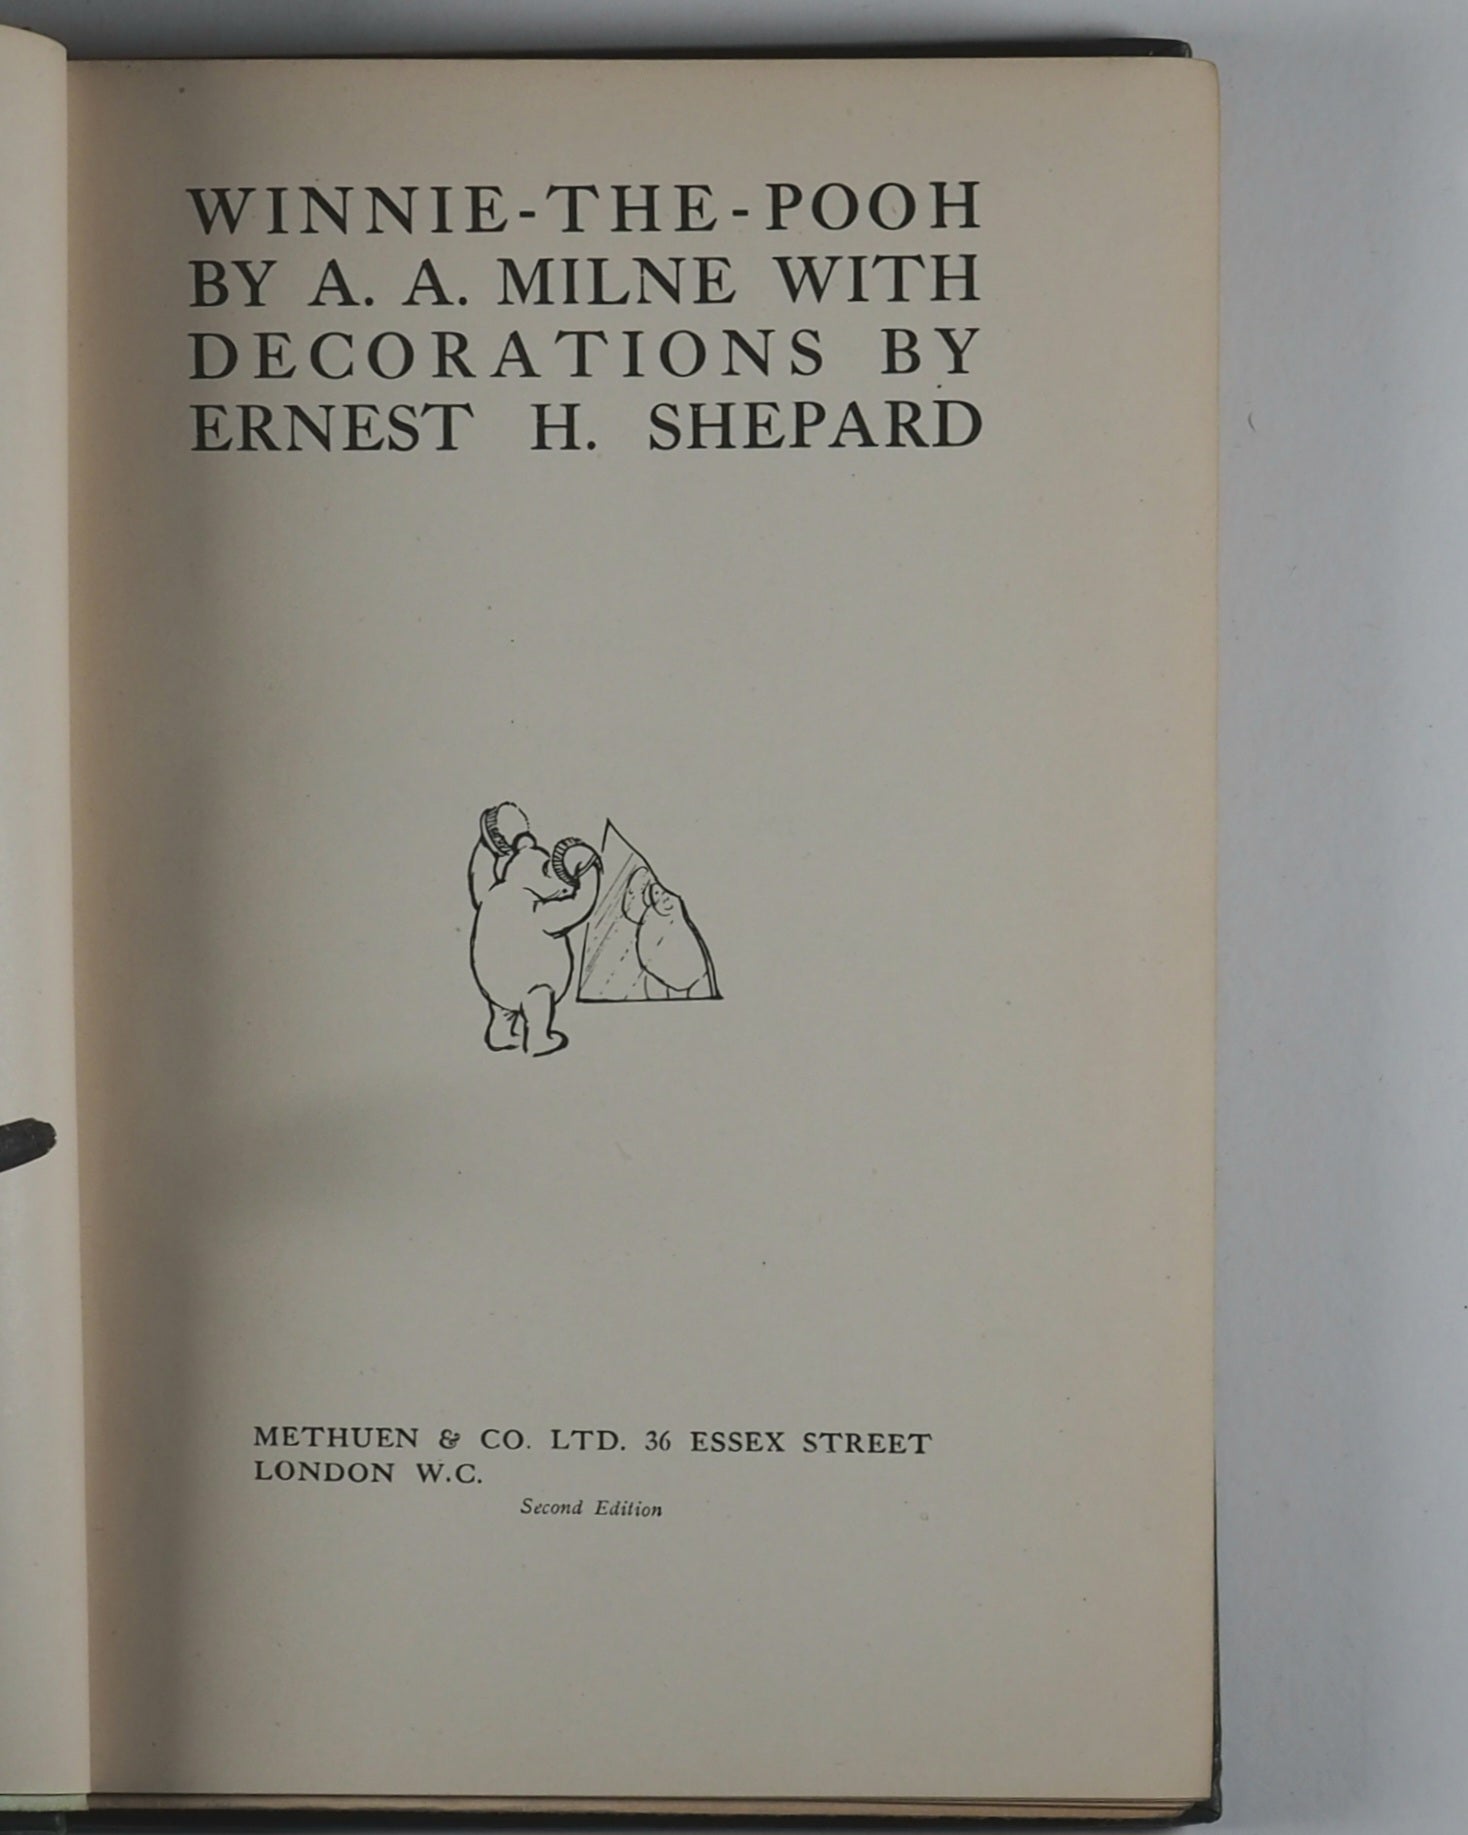 WINNIE-THE-POOH
BY A. A. MILNE WITH
DECORATIONS BY
ERNEST H. SHEPARD
METHUEN & CO. LTD. 36 ESSEX STREET
LONDON W.C.
Second Edition